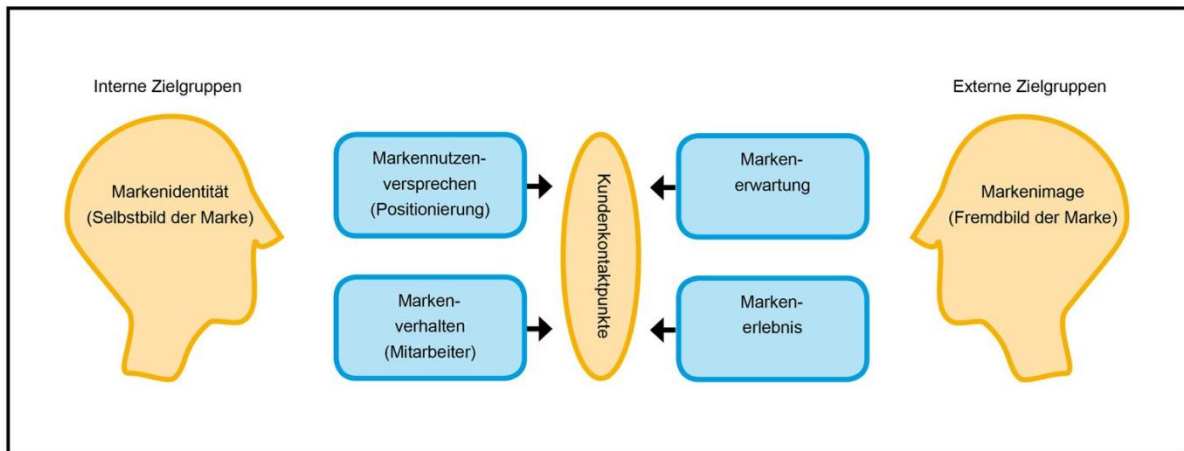 Interne Zielgruppen
Externe Zielgruppen
Markenidentität
(Selbstbild der Marke)
Markennutzen-
versprechen
(Positionierung)
Marken-
verhalten
(Mitarbeiter)
Kundenkontaktpunkte
Marken-
erwartung
Marken-
erlebnis
Markenimage
(Fremdbild der Marke)